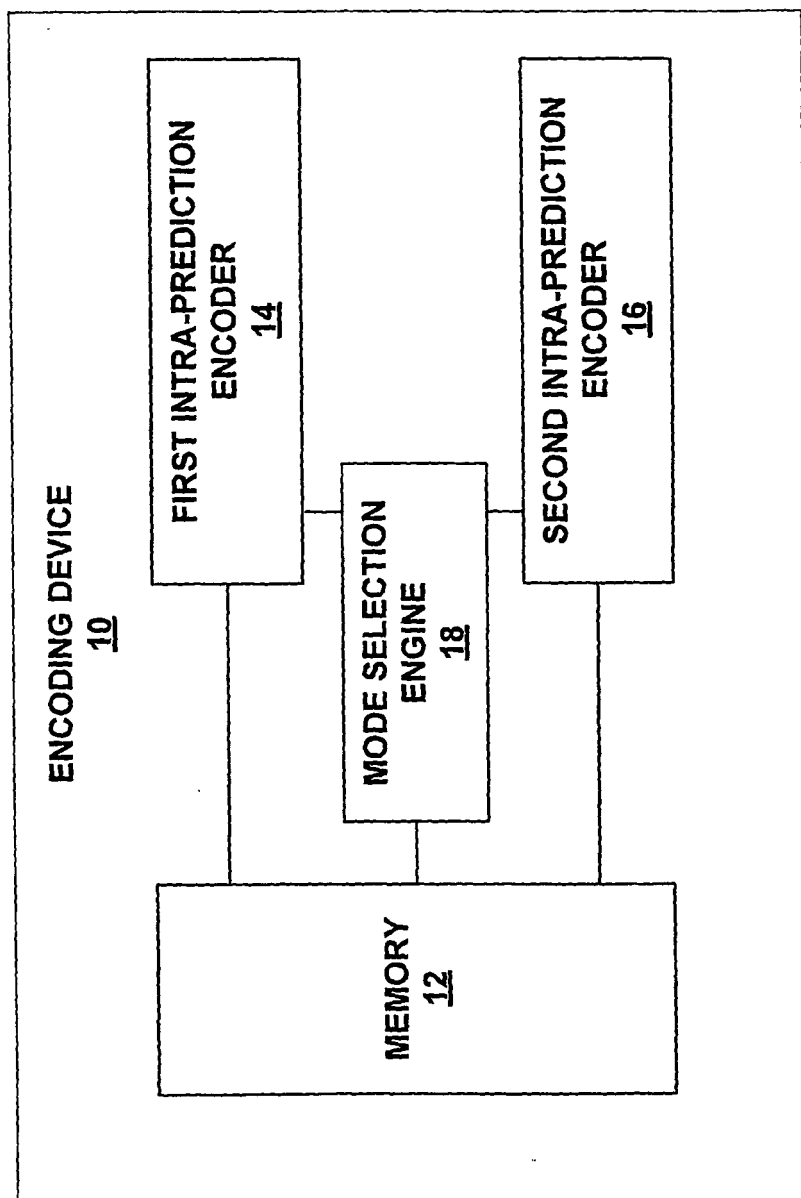 ENCODING DEVICE
10
MEMORY
12
MODE SELECTION
ENGINE
18
FIRST INTRA-PREDICTION
ENCODER
14
SECOND INTRA-PREDICTION
ENCODER
16